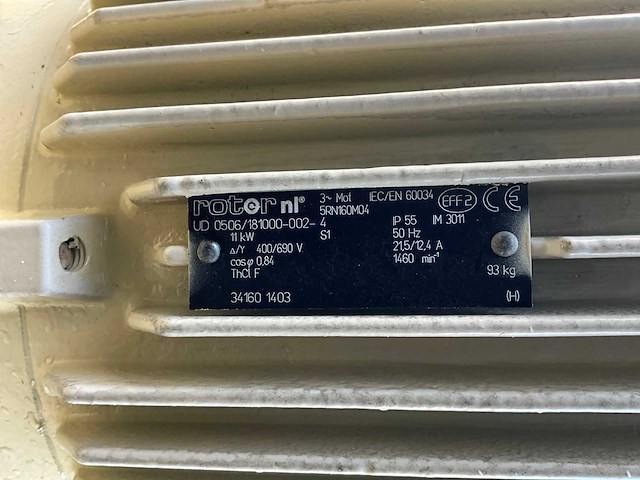 rotor nl® 3~ Mot IEC/EN 60034 EFF 2 CE
5RN160M04
UD 0506/181000-002-4 IP 55 IM 3011
11 kW S1 50 Hz
Δ/Y 400/690 V 21,5/12,4 A
cosφ 0,84 1460 min⁻¹
ThCl F 93 kg
34160 1403 (H)